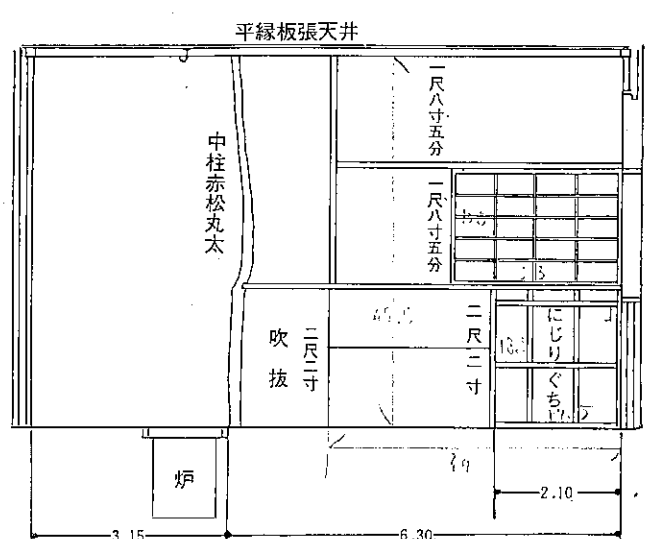 平縁板張天井
一尺八寸五分
中柱赤松丸太
一尺八寸五分
吹抜
二尺二寸
二尺二寸
にじりぐち
炉
2.10
3.15
6.30